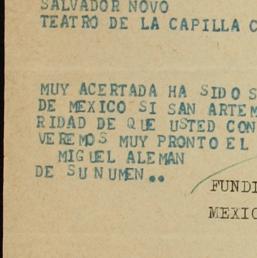 SALVADOR NOVO
TEATRO DE LA CAPILLA C
MUY ACERTADA HA SIDO S
DE MEXICO SI SAN ARTEM
RIDAD DE QUE USTED CON
VEREMOS MUY PRONTO EL
MIGUEL ALEMAN
DE SU NUMEN..
FUNDI
MEXIC